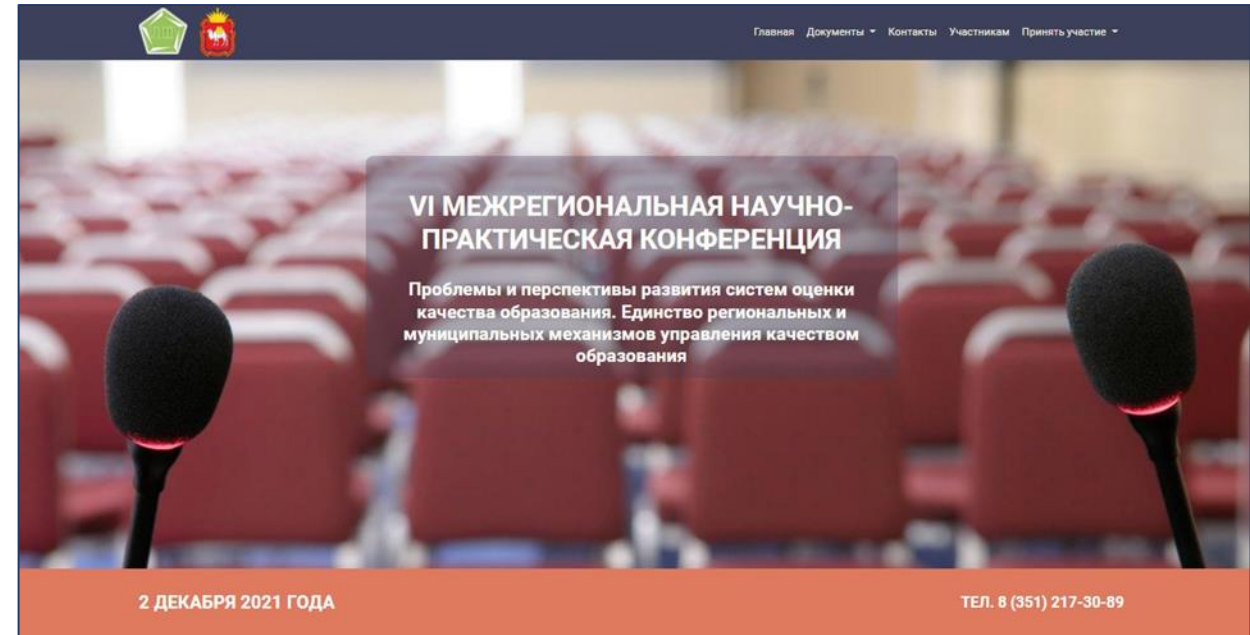 Главная Документы Контакты Участникам Принять участие
VI МЕЖРЕГИОНАЛЬНАЯ НАУЧНО-
ПРАКТИЧЕСКАЯ КОНФЕРЕНЦИЯ
Проблемы и перспективы развития систем оценки
качества образования. Единство региональных и
муниципальных механизмов управления качеством
образования
2 ДЕКАБРЯ 2021 ГОДА
ТЕЛ. 8 (351) 217-30-89